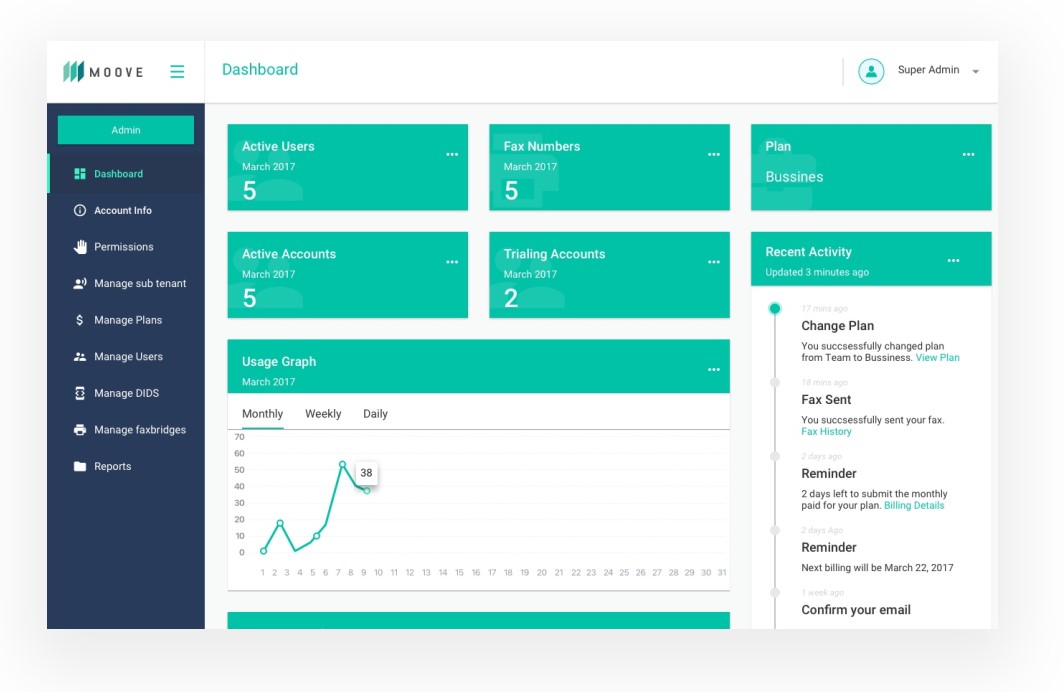 MOOVE
Dashboard
Super Admin
Admin
Dashboard
Account Info
Permissions
Manage sub tenant
Manage Plans
Manage Users
Manage DIDS
Manage faxbridges
Reports
Active Users
March 2017
5
Fax Numbers
March 2017
5
Plan
Bussines
Active Accounts
March 2017
5
Trialing Accounts
March 2017
2
Usage Graph
March 2017
Monthly Weekly Daily
70
60
50
40
30
20
10
0
38
1 2 3 4 5 6 7 8 9 10 11 12 13 14 15 16 17 18 19 20 21 22 23 24 25 26 27 28 29 30 31
Recent Activity
Updated 3 minutes ago
17 mins ago
Change Plan
You succsessfully changed plan
from Team to Bussiness. View Plan
18 mins ago
Fax Sent
You succsessfully sent your fax.
Fax History
2 days ago
Reminder
2 days left to submit the monthly
paid for your plan. Billing Details
2 days Ago
Reminder
Next billing will be March 22, 2017
1 week ago
Confirm your email